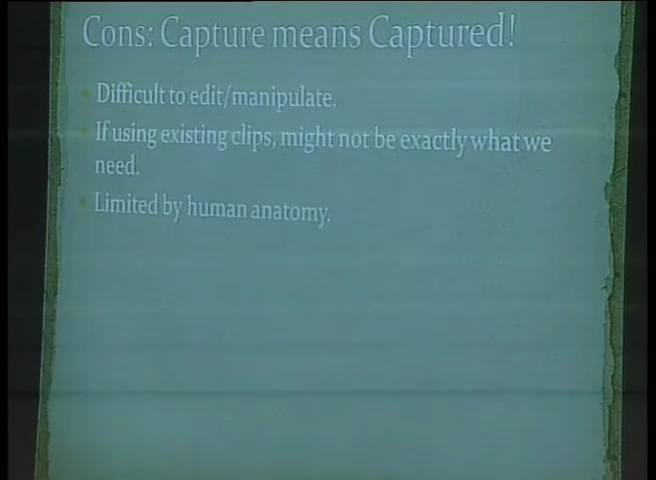 Cons: Capture means Captured!
Difficult to edit/manipulate.
If using existing clips, might not be exactly what we
need.
Limited by human anatomy.